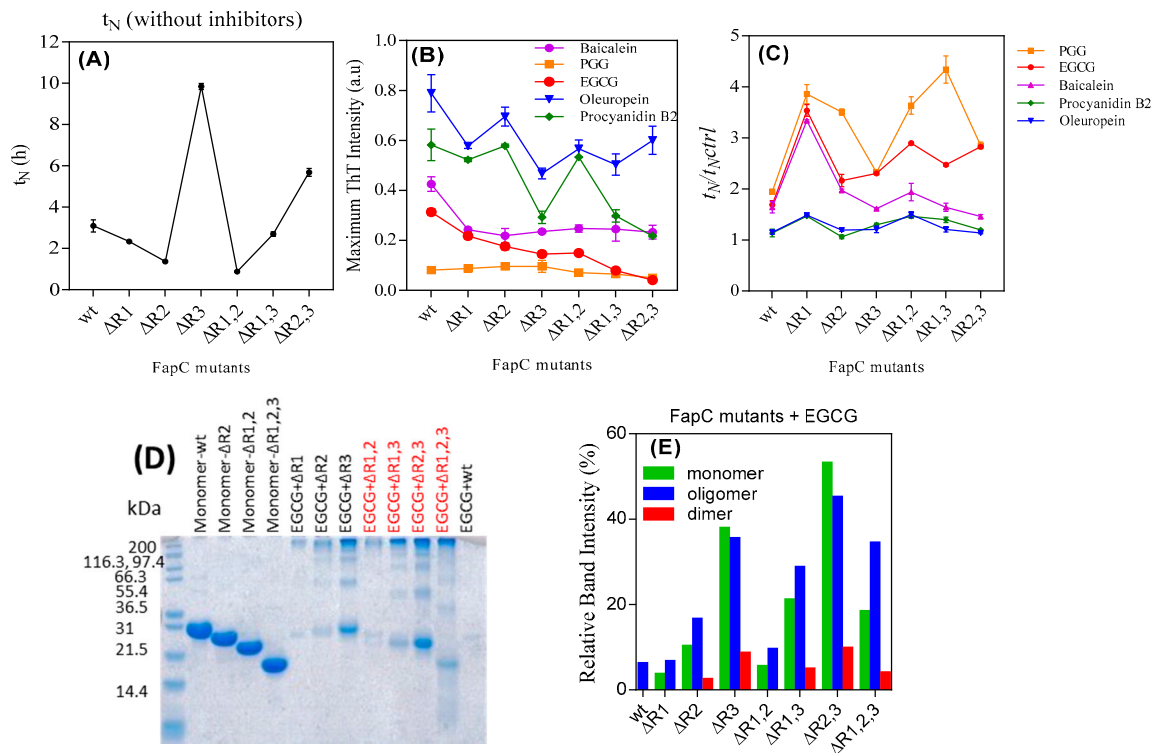 t_N (without inhibitors)
(A)
12
10
8
6
4
2
0
t_N (h)
wt
ΔR1
ΔR2
ΔR3
ΔR1,2
ΔR1,3
ΔR2,3
FapC mutants
(B)
1.0
0.8
0.6
0.4
0.2
0.0
Maximum ThT Intensity (a.u)
Baicalein
PGG
EGCG
Oleuropein
Procyanidin B2
wt
ΔR1
ΔR2
ΔR3
ΔR1,2
ΔR1,3
ΔR2,3
FapC mutants
(C)
5
4
3
2
1
0
t_N/t_Nctrl
PGG
EGCG
Baicalein
Procyanidin B2
Oleuropein
wt
ΔR1
ΔR2
ΔR3
ΔR1,2
ΔR1,3
ΔR2,3
FapC mutants
(D)
kDa
Monomer-wt
Monomer-ΔR2
Monomer-ΔR1,2
Monomer-ΔR1,2,3
EGCG+ΔR1
EGCG+ΔR2
EGCG+ΔR3
EGCG+ΔR1,2
EGCG+ΔR1,3
EGCG+ΔR2,3
EGCG+ΔR1,2,3
EGCG+wt
200
116.3, 97.4
66.3
55.4
36.5
31
21.5
14.4
FapC mutants + EGCG
(E)
60
40
20
0
Relative Band Intensity (%)
monomer
oligomer
dimer
wt
ΔR1
ΔR2
ΔR3
ΔR1,2
ΔR1,3
ΔR2,3
ΔR1,2,3